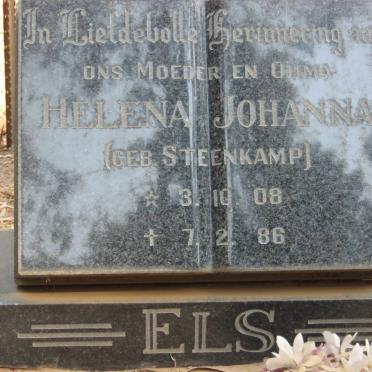 In Liefdevolle Herinnering aan
ONS MOEDER EN OUMA
HELENA JOHANNA
(GEB. STEENKAMP)
☆ 3. 10. 08
✝ 7. 2. 86
ELS